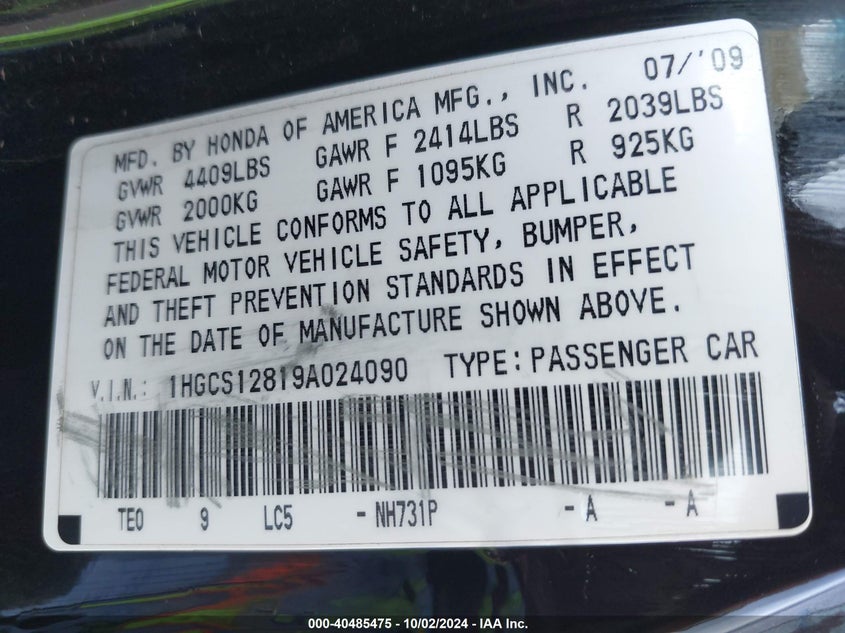 MFD. BY HONDA OF AMERICA MFG., INC. 07/'09
GVWR 4409LBS GAWR F 2414LBS R 2039LBS
GVWR 2000KG GAWR F 1095KG R 925KG
THIS VEHICLE CONFORMS TO ALL APPLICABLE
FEDERAL MOTOR VEHICLE SAFETY, BUMPER,
AND THEFT PREVENTION STANDARDS IN EFFECT
ON THE DATE OF MANUFACTURE SHOWN ABOVE.
V.I.N.: 1HGCS12819A024090 TYPE:PASSENGER CAR
TE0 9 LC5 -NH731P -A -A
000-40485475 - 10/02/2024 - IAA Inc.